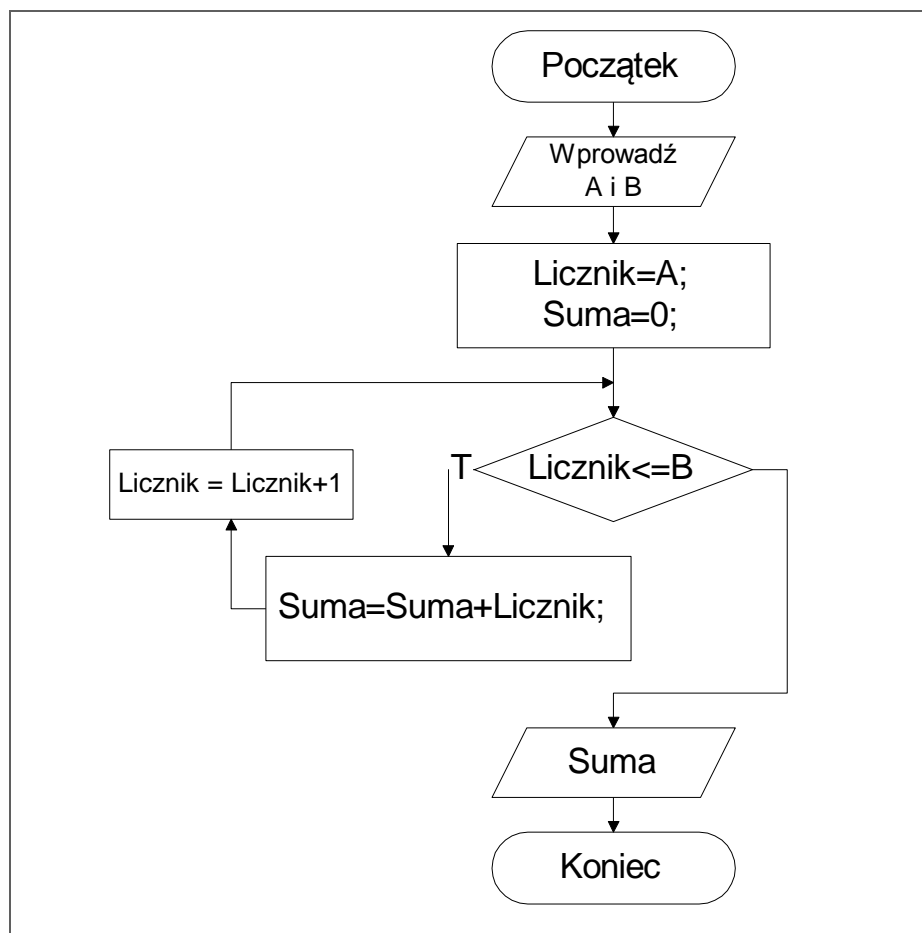 Początek
Wprowadź
A i B
Licznik=A;
Suma=0;
Licznik<=B
T
Suma=Suma+Licznik;
Licznik = Licznik+1
Suma
Koniec